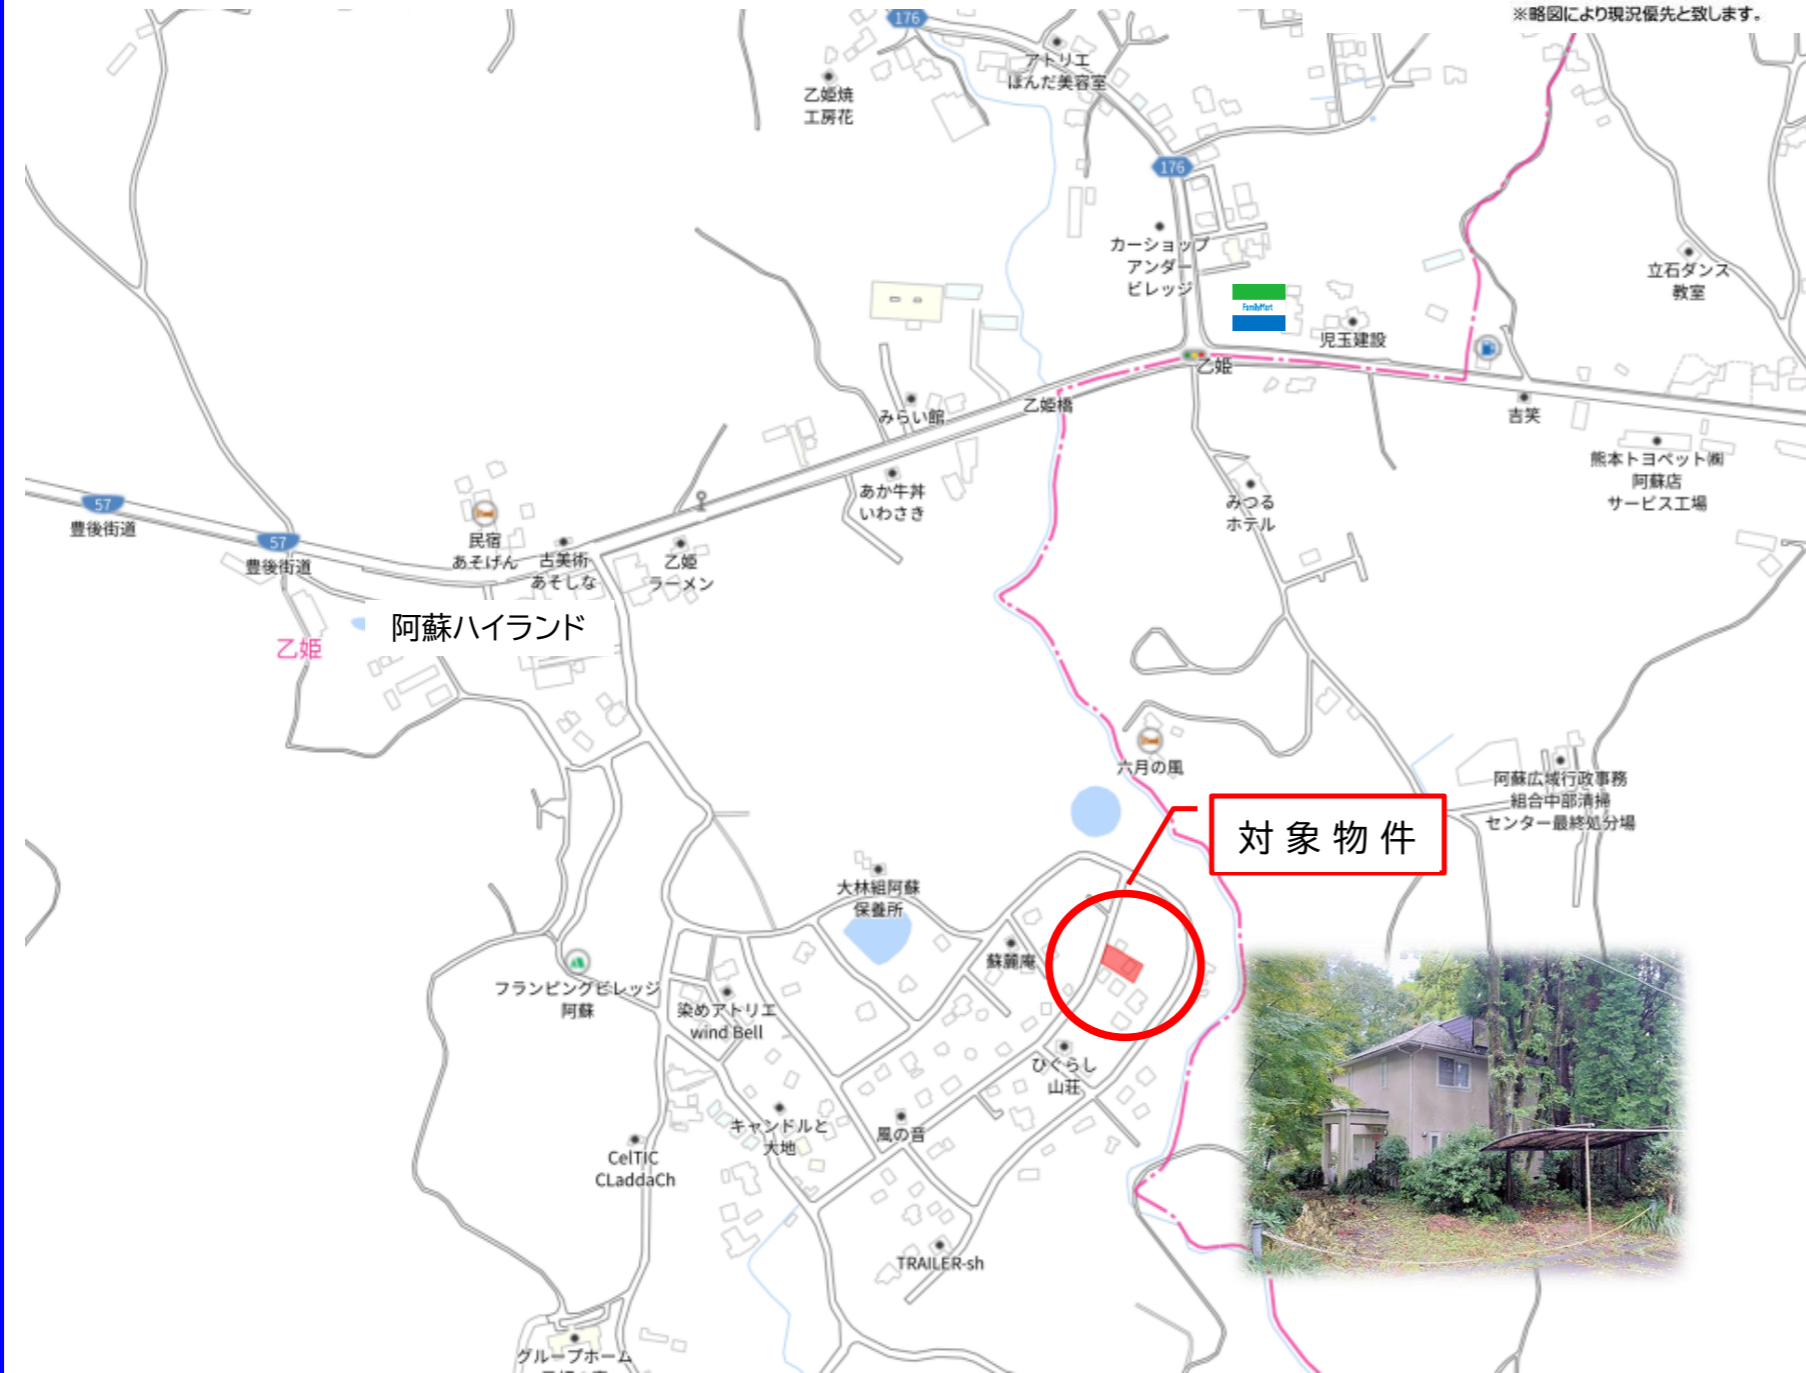 ※略図により現況優先と致します。
176
アトリエ
ほんだ美容室
乙姫焼
工房花
176
カーショップ
アンダー
ビレッジ
立石ダンス
教室
FamilyMart
児玉建設
乙姫
乙姫橋
みらい館
吉笑
熊本トヨペット㈱
阿蘇店
サービス工場
あか牛丼
いわさき
みつる
ホテル
57
豊後街道
57
豊後街道
民宿
あそげん
古美術
あそしな
乙姫
ラーメン
阿蘇ハイランド
乙姫
六月の風
阿蘇広域行政事務
組合中部清掃
センター最終処分場
対象物件
大林組阿蘇
保養所
蘇麓庵
フランピングビレッジ
阿蘇
染めアトリエ
wind Bell
ひぐらし
山荘
キャンドルと
大地
風の音
CelTIC
CLaddaCh
TRAILER-sh
グループホーム